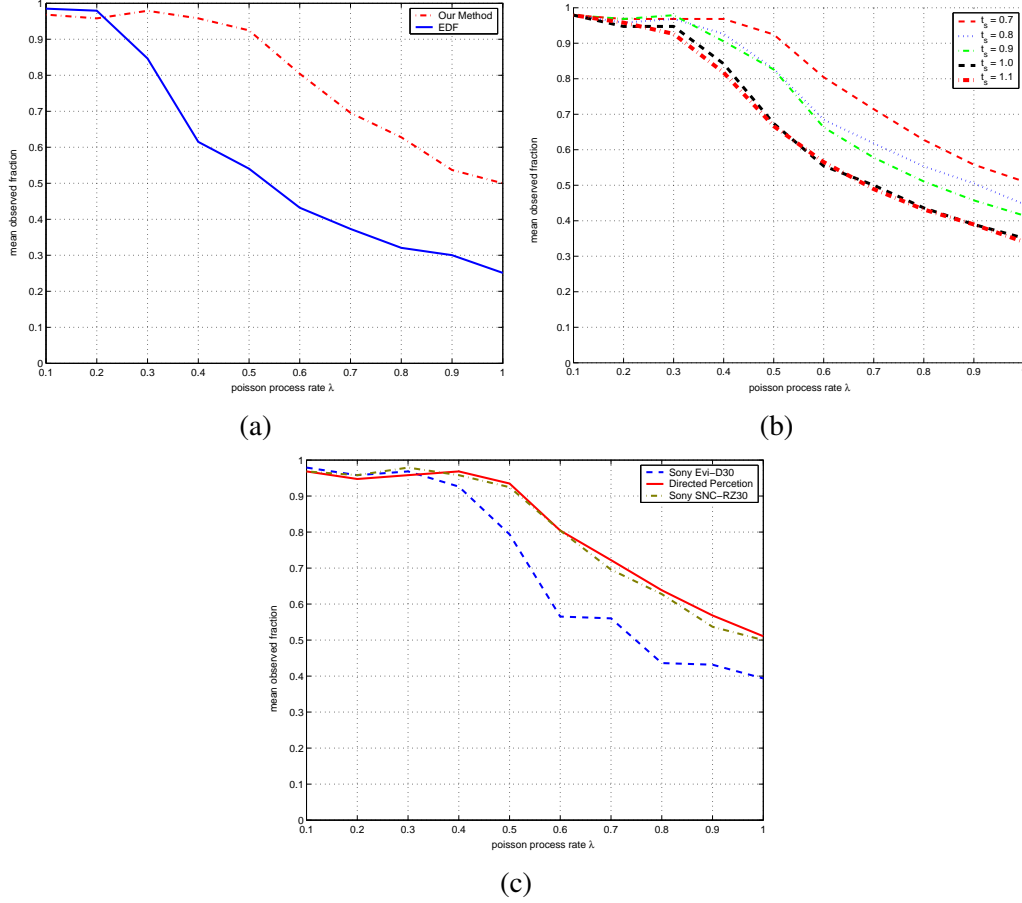 1
0.9
0.8
0.7
0.6
0.5
0.4
0.3
0.2
0.1
0
mean observed fraction
Our Method
EDF
0.1 0.2 0.3 0.4 0.5 0.6 0.7 0.8 0.9 1
poisson process rate λ
(a)
1
0.9
0.8
0.7
0.6
0.5
0.4
0.3
0.2
0.1
0
mean observed fraction
t_s = 0.7
t_s = 0.8
t_s = 0.9
t_s = 1.0
t_s = 1.1
0.1 0.2 0.3 0.4 0.5 0.6 0.7 0.8 0.9
poisson process rate λ
(b)
1
0.9
0.8
0.7
0.6
0.5
0.4
0.3
0.2
0.1
0
mean observed fraction
Sony Evi-D30
Directed Percetion
Sony SNC-RZ30
0.1 0.2 0.3 0.4 0.5 0.6 0.7 0.8 0.9 1
poisson process rate λ
(c)